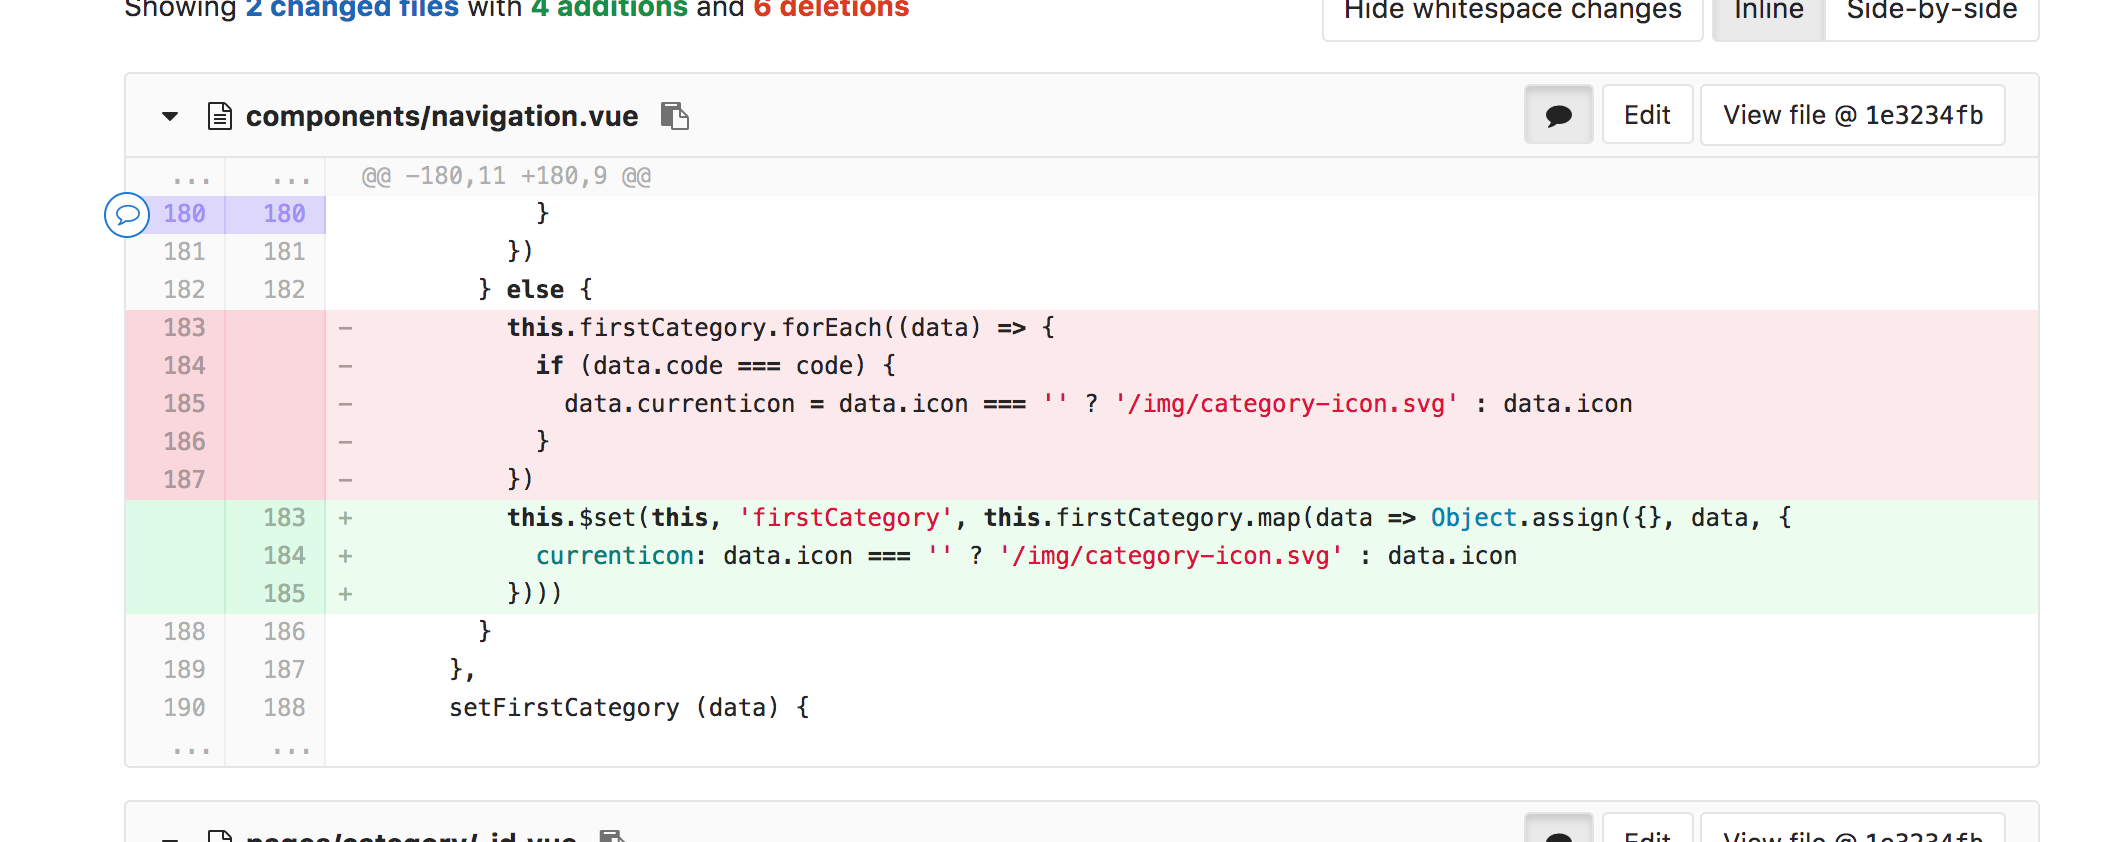 Showing 2 changed files with 4 additions and 6 deletions
Hide whitespace changes Inline Side-by-side
components/navigation.vue Edit View file @ 1e3234fb
... ... @@ -180,11 +180,9 @@
180 180 }
181 181 })
182 182 } else {
183 - this.firstCategory.forEach((data) => {
184 - if (data.code === code) {
185 - data.currenticon = data.icon === '' ? '/img/category-icon.svg' : data.icon
186 - }
187 - })
183 + this.$set(this, 'firstCategory', this.firstCategory.map(data => Object.assign({}, data, {
184 + currenticon: data.icon === '' ? '/img/category-icon.svg' : data.icon
185 + })))
188 186 }
189 187 },
190 188 setFirstCategory (data) {
... ...
pages/category/_id.vue Edit View file @ 1e3234fb